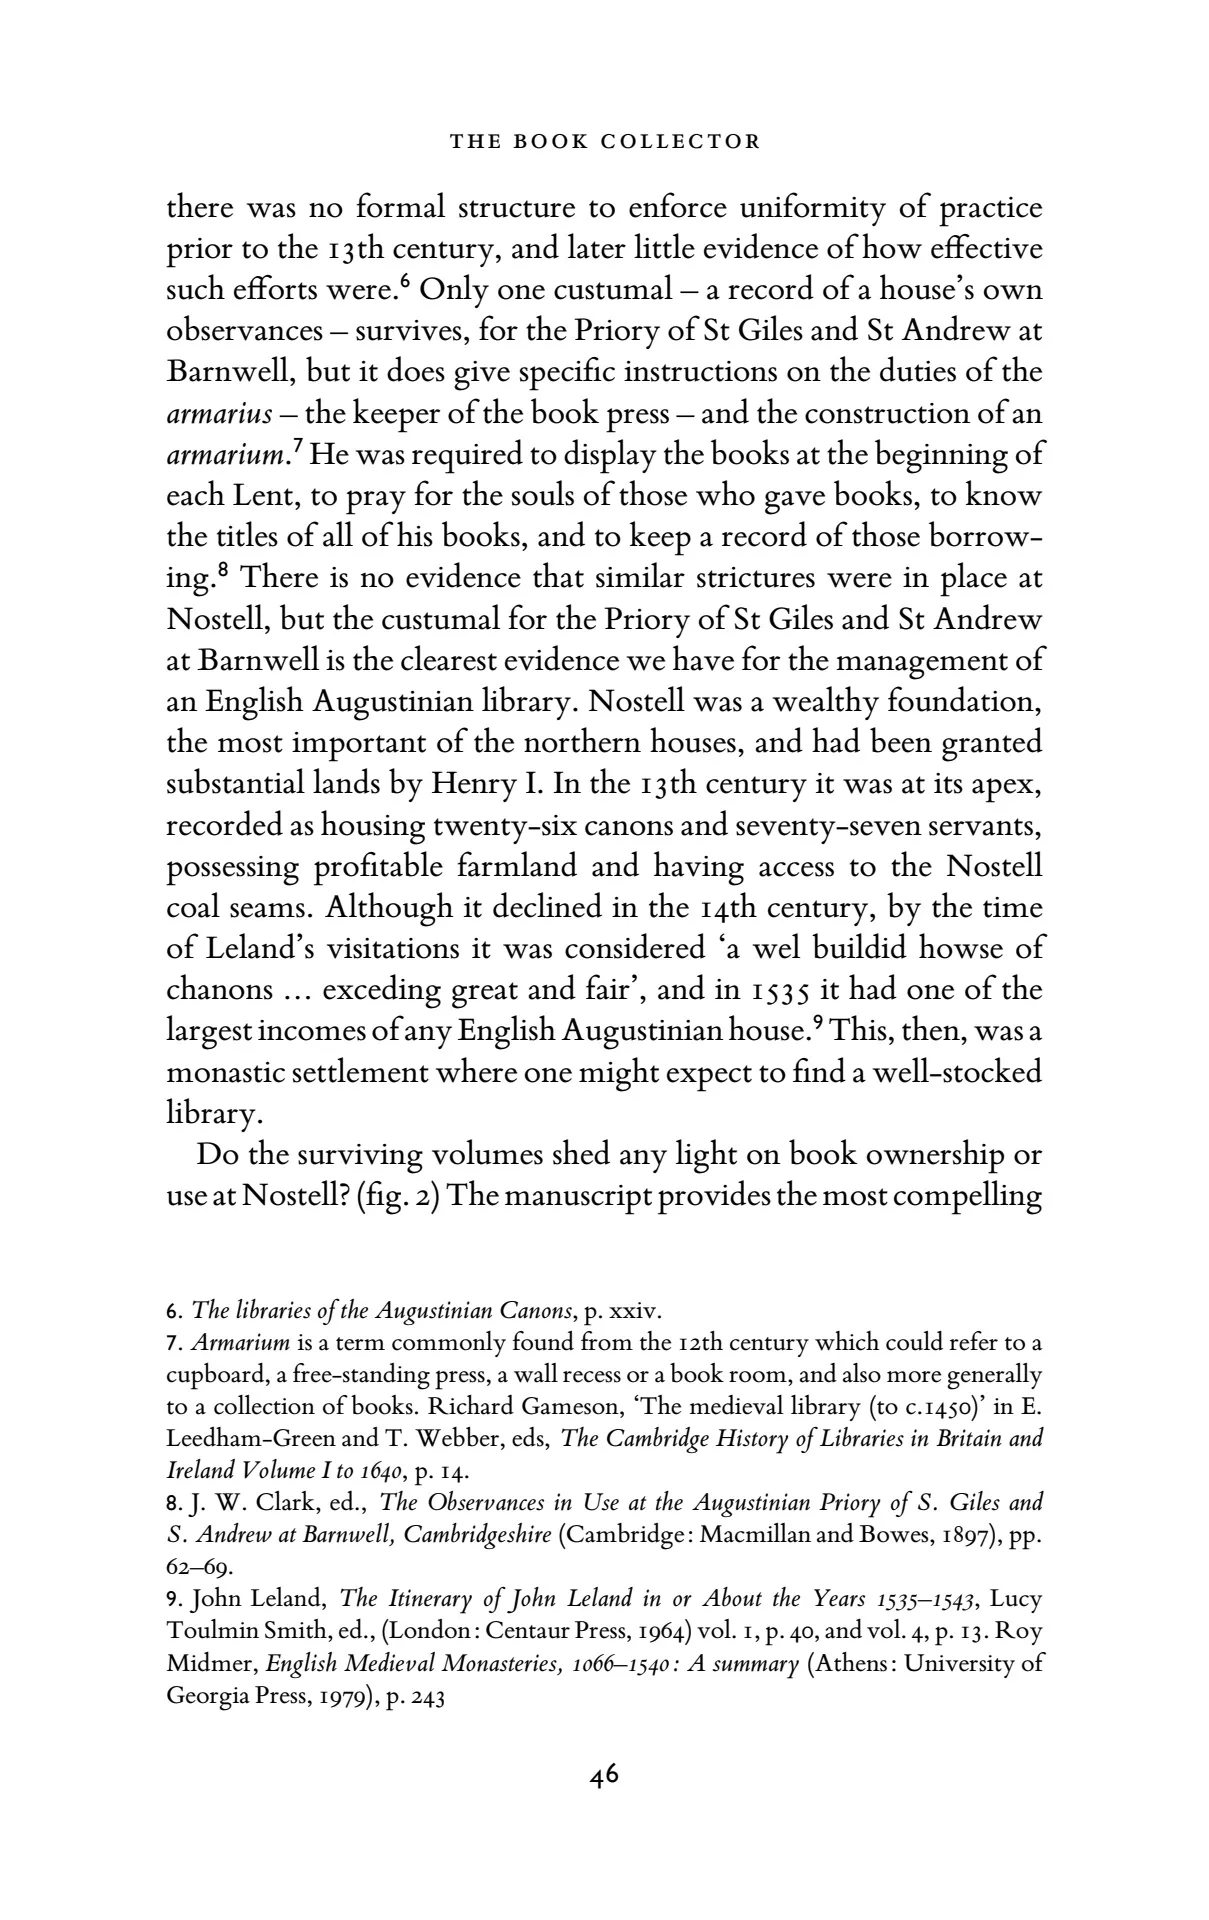 THE BOOK COLLECTOR
there was no formal structure to enforce uniformity of practice
prior to the 13th century, and later little evidence of how effective
such efforts were.6 Only one custumal – a record of a house’s own
observances – survives, for the Priory of St Giles and St Andrew at
Barnwell, but it does give specific instructions on the duties of the
armarius – the keeper of the book press – and the construction of an
armarium.7 He was required to display the books at the beginning of
each Lent, to pray for the souls of those who gave books, to know
the titles of all of his books, and to keep a record of those borrow-
ing.8 There is no evidence that similar strictures were in place at
Nostell, but the custumal for the Priory of St Giles and St Andrew
at Barnwell is the clearest evidence we have for the management of
an English Augustinian library. Nostell was a wealthy foundation,
the most important of the northern houses, and had been granted
substantial lands by Henry I. In the 13th century it was at its apex,
recorded as housing twenty-six canons and seventy-seven servants,
possessing profitable farmland and having access to the Nostell
coal seams. Although it declined in the 14th century, by the time
of Leland’s visitations it was considered ‘a wel buildid howse of
chanons … exceding great and fair’, and in 1535 it had one of the
largest incomes of any English Augustinian house.9 This, then, was a
monastic settlement where one might expect to find a well-stocked
library.
Do the surviving volumes shed any light on book ownership or
use at Nostell? (fig. 2) The manuscript provides the most compelling
6. The libraries of the Augustinian Canons, p. xxiv.
7. Armarium is a term commonly found from the 12th century which could refer to a
cupboard, a free-standing press, a wall recess or a book room, and also more generally
to a collection of books. Richard Gameson, ‘The medieval library (to c.1450)’ in E.
Leedham-Green and T. Webber, eds, The Cambridge History of Libraries in Britain and
Ireland Volume I to 1640, p. 14.
8. J. W. Clark, ed., The Observances in Use at the Augustinian Priory of S. Giles and
S. Andrew at Barnwell, Cambridgeshire (Cambridge: Macmillan and Bowes, 1897), pp.
62–69.
9. John Leland, The Itinerary of John Leland in or About the Years 1535–1543, Lucy
Toulmin Smith, ed., (London: Centaur Press, 1964) vol. 1, p. 40, and vol. 4, p. 13. Roy
Midmer, English Medieval Monasteries, 1066–1540: A summary (Athens: University of
Georgia Press, 1979), p. 243
46